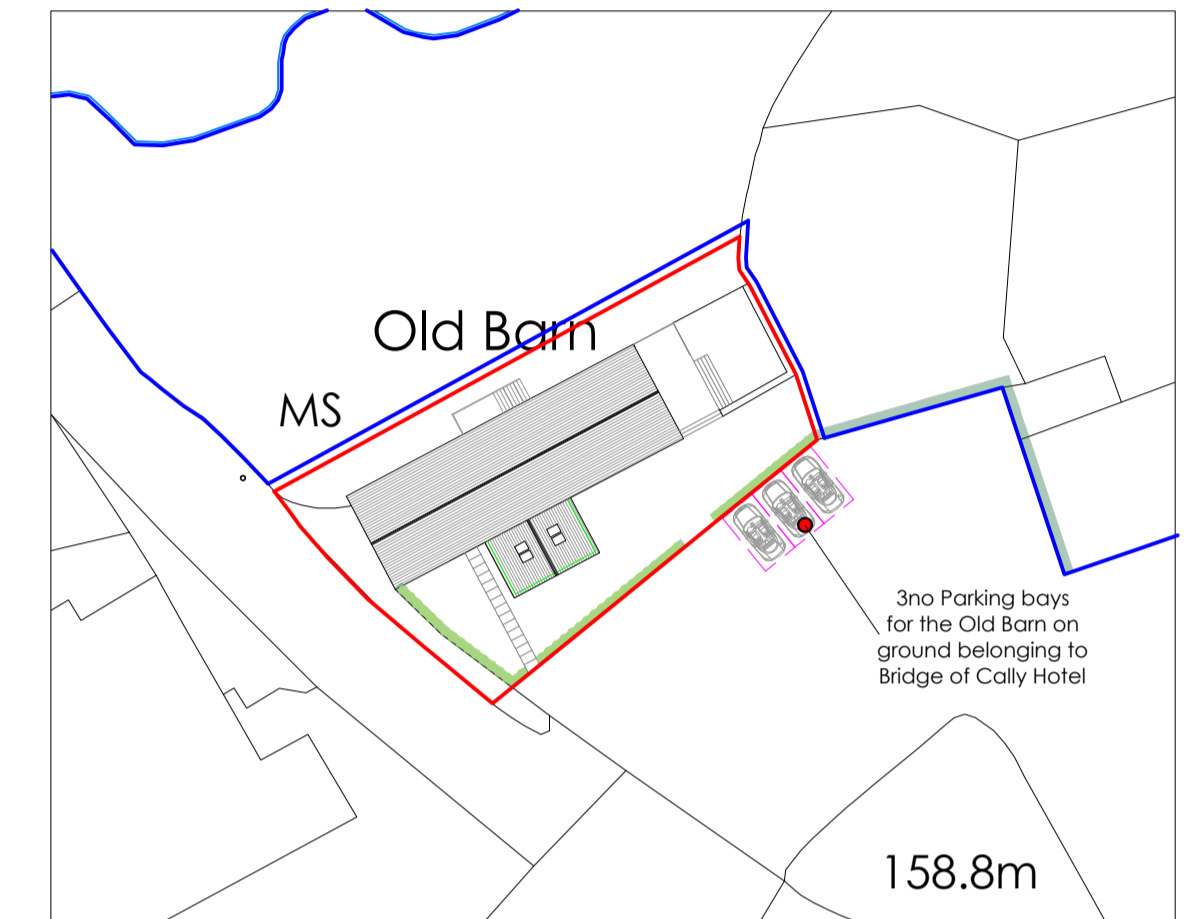 Old Barn
MS
3no Parking bays
for the Old Barn on
ground belonging to
Bridge of Cally Hotel
158.8m